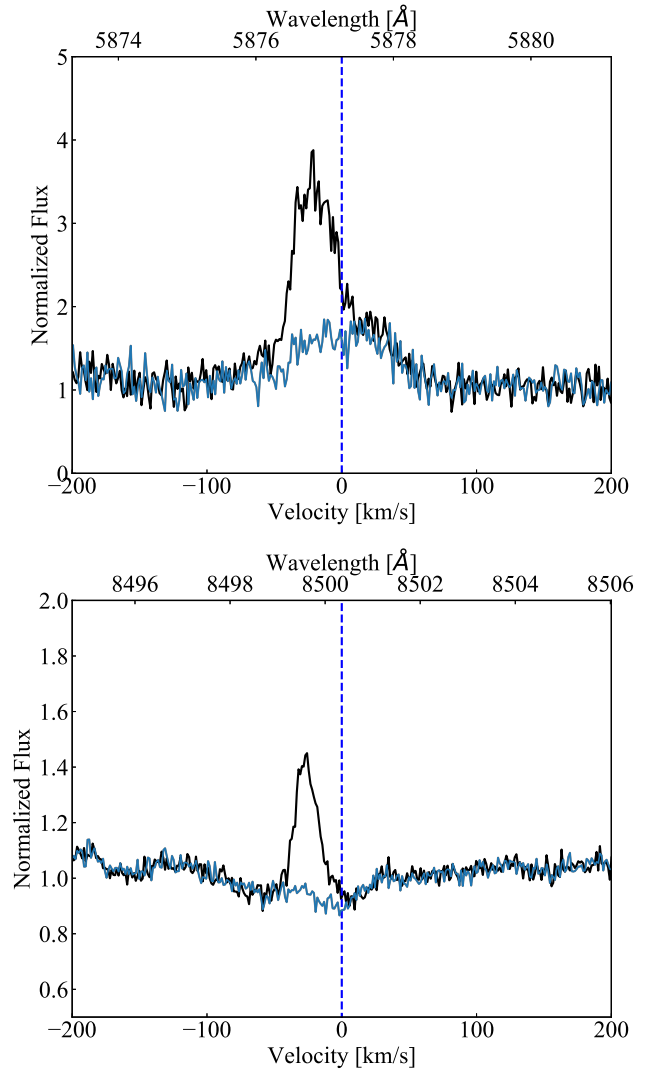 Wavelength [Å]
5874 5876 5878 5880
5
4
3
2
1
0
Normalized Flux
−200 −100 0 100 200
Velocity [km/s]
Wavelength [Å]
8496 8498 8500 8502 8504 8506
2.0
1.8
1.6
1.4
1.2
1.0
0.8
0.6
Normalized Flux
−200 −100 0 100 200
Velocity [km/s]